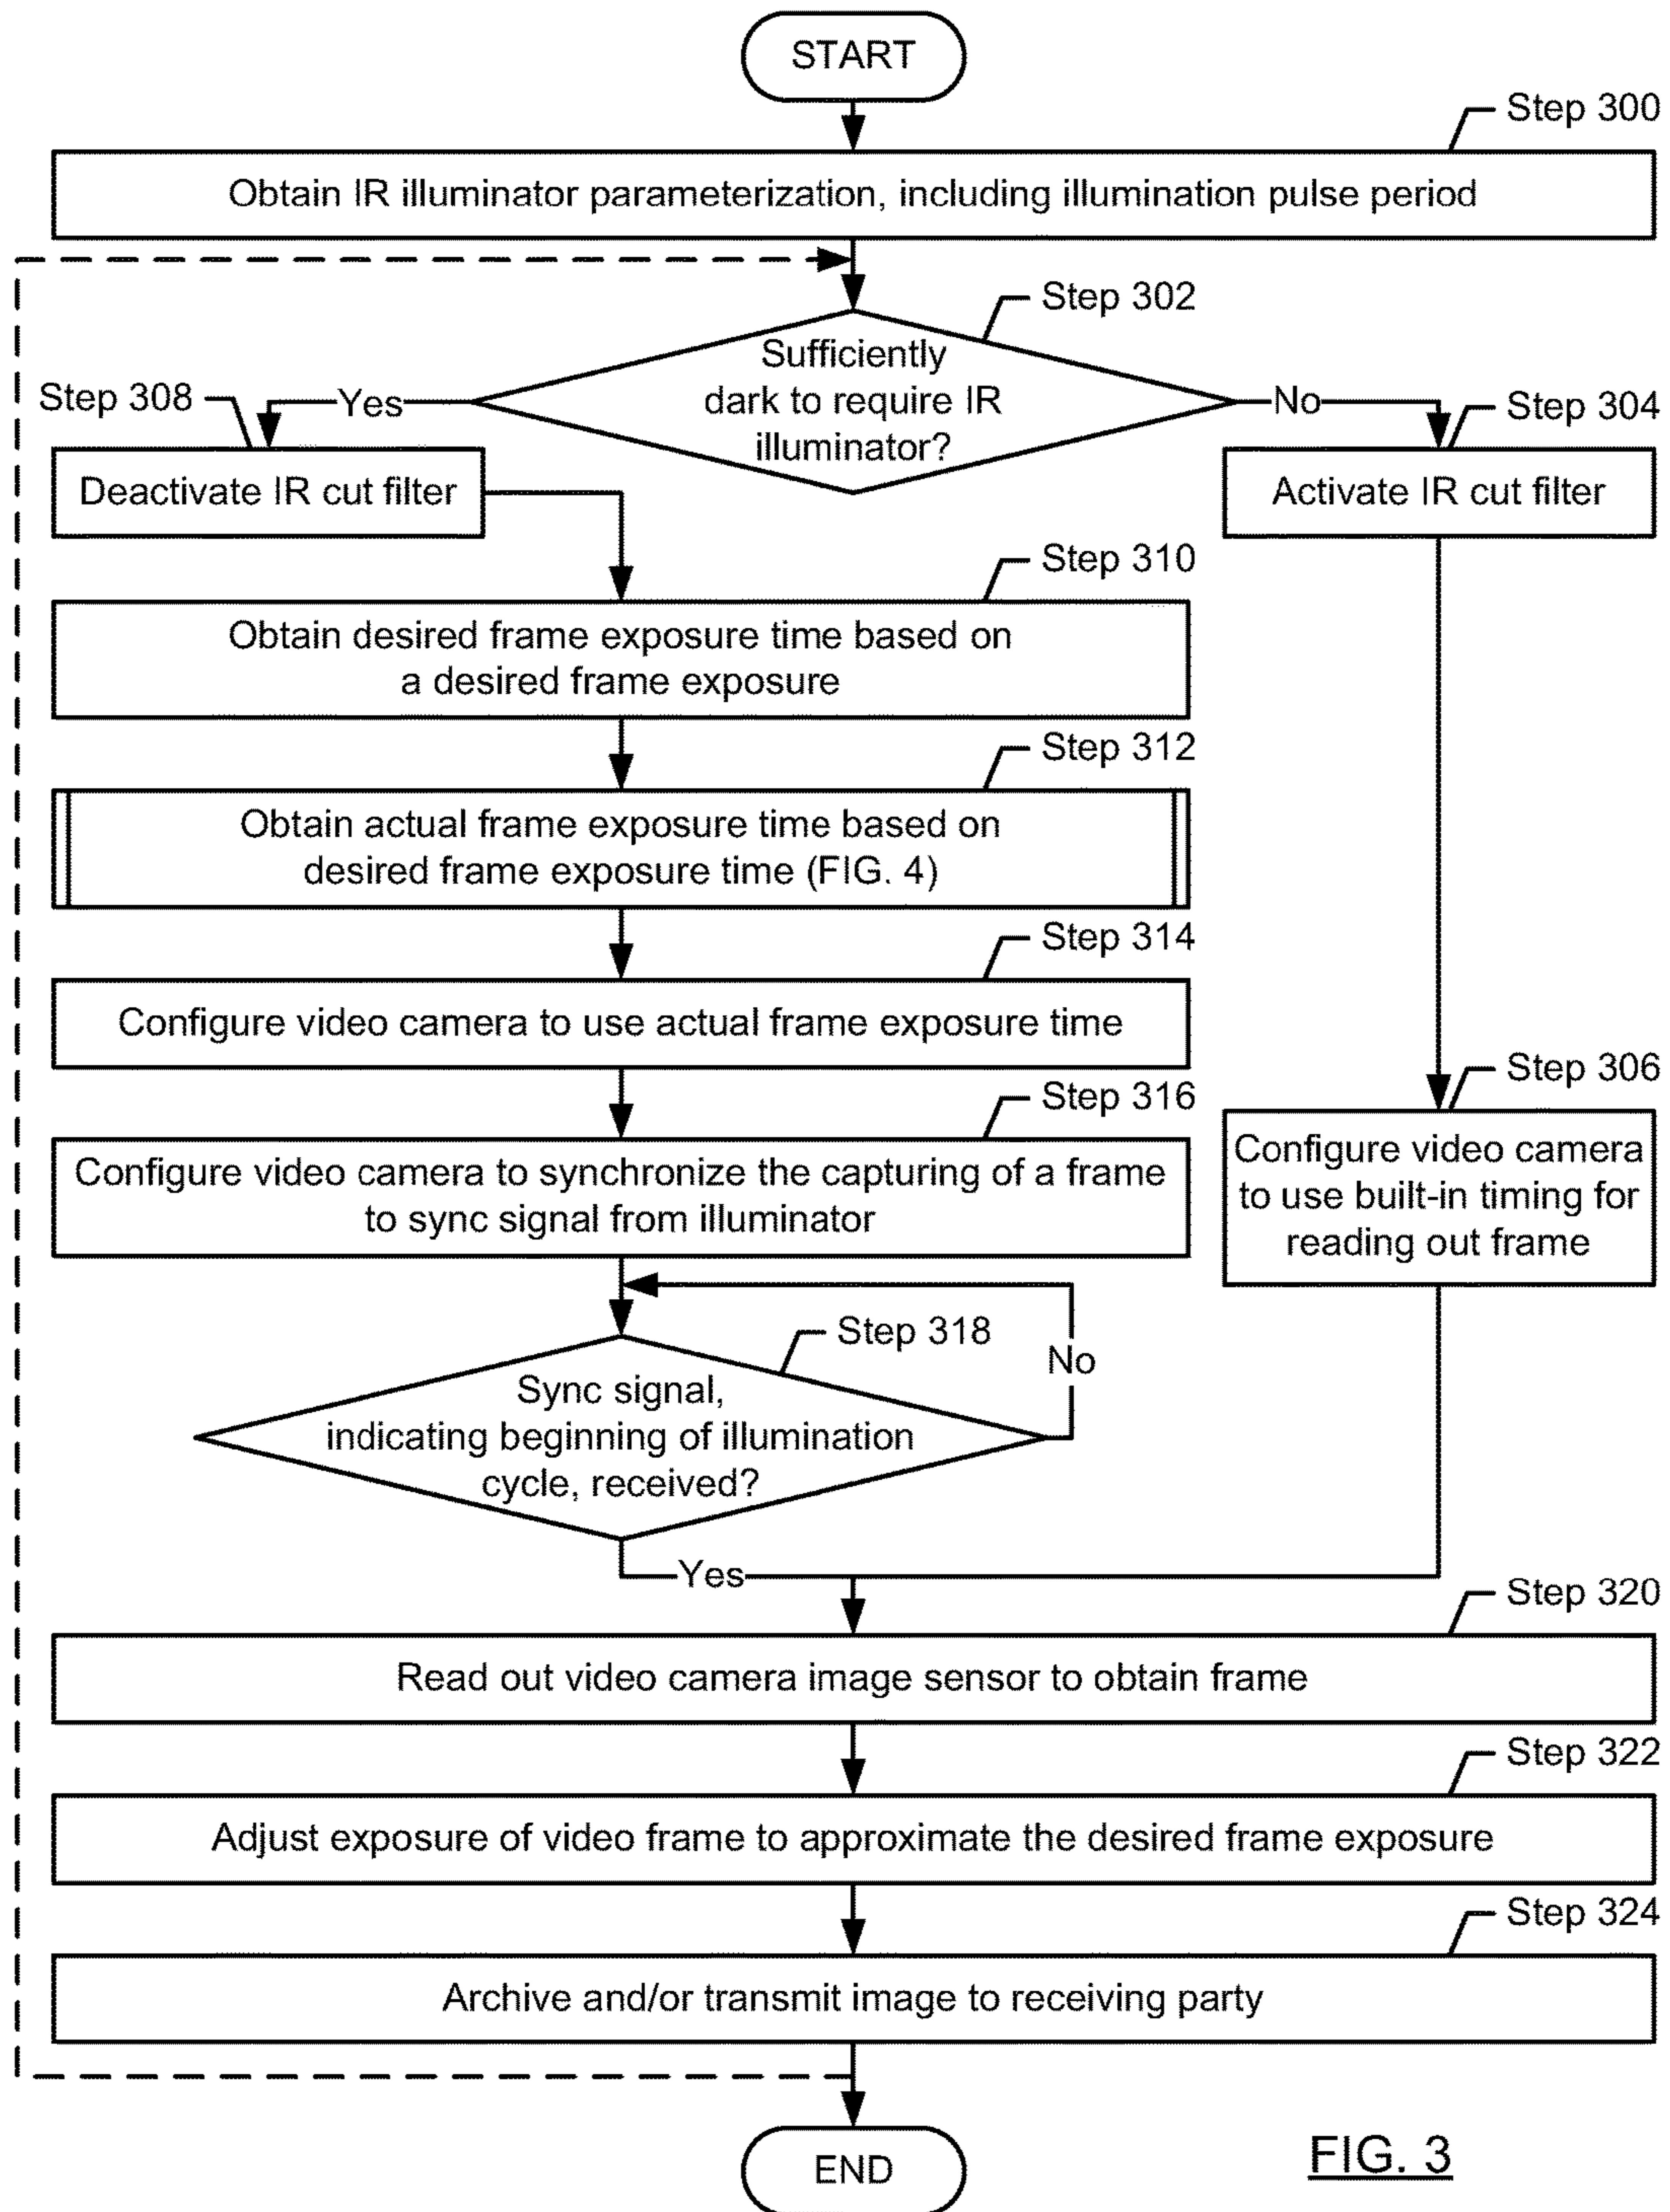 START
Step 300
Obtain IR illuminator parameterization, including illumination pulse period
Step 302
Sufficiently
dark to require IR
illuminator?
Step 308
Yes
No
Step 304
Deactivate IR cut filter
Activate IR cut filter
Step 310
Obtain desired frame exposure time based on
a desired frame exposure
Step 312
Obtain actual frame exposure time based on
desired frame exposure time (FIG. 4)
Step 314
Configure video camera to use actual frame exposure time
Step 316
Configure video camera to synchronize the capturing of a frame
to sync signal from illuminator
Step 306
Configure video camera
to use built-in timing for
reading out frame
Step 318
No
Sync signal,
indicating beginning of illumination
cycle, received?
Yes
Step 320
Read out video camera image sensor to obtain frame
Step 322
Adjust exposure of video frame to approximate the desired frame exposure
Step 324
Archive and/or transmit image to receiving party
END
FIG. 3